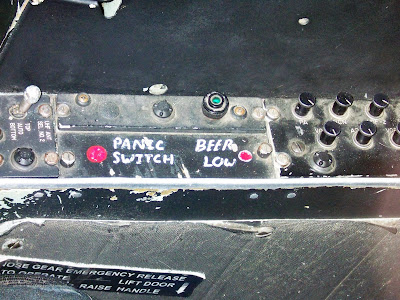 PANIC
SWITCH
BEER
LOW
NOSE GEAR EMERGENCY RELEASE
TO OPERATE LIFT DOOR
RAISE HANDLE